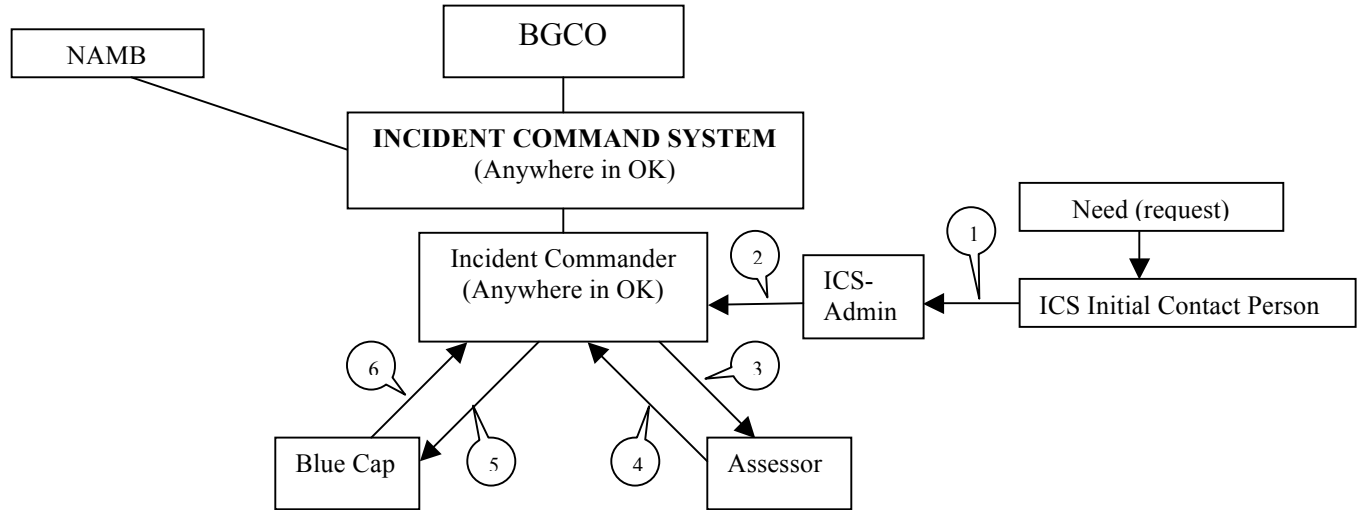 BGCO
NAMB
INCIDENT COMMAND SYSTEM
(Anywhere in OK)
Need (request)
1
Incident Commander
(Anywhere in OK)
2
ICS-
Admin
ICS Initial Contact Person
6
3
Blue Cap
5
4
Assessor